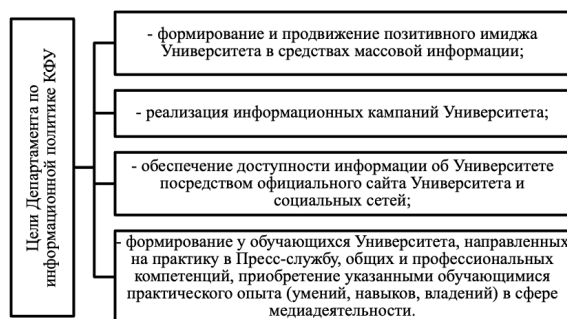 Цели Департамента по
информационной политике КФУ
- формирование и продвижение позитивного имиджа
Университета в средствах массовой информации;
- реализация информационных кампаний Университета;
- обеспечение доступности информации об Университете
посредством официального сайта Университета и
социальных сетей;
- формирование у обучающихся Университета, направленных
на практику в Пресс-службу, общих и профессиональных
компетенций, приобретение указанными обучающимися
практического опыта (умений, навыков, владений) в сфере
медиадеятельности.